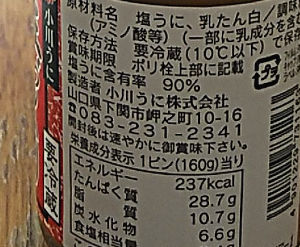 原材料名 塩うに、乳たん白/調味
(アミノ酸等)(一部に乳成分を含
保存方法 要冷蔵(10℃以下)で保
賞味期限 ポリ栓上部に記載
塩うに含有率 90%
製造者 小川うに株式会社
山口県下関市岬之町10-16
☎083-231-2341
開封後は速やかに御賞味下さい。
栄養成分表示 1ビン(160g)当り
エネルギー 237kcal
たんぱく質 28.7g
脂質 10.7g
炭水化物 6.6g
食塩相当量
小川うに
要冷蔵
プラ